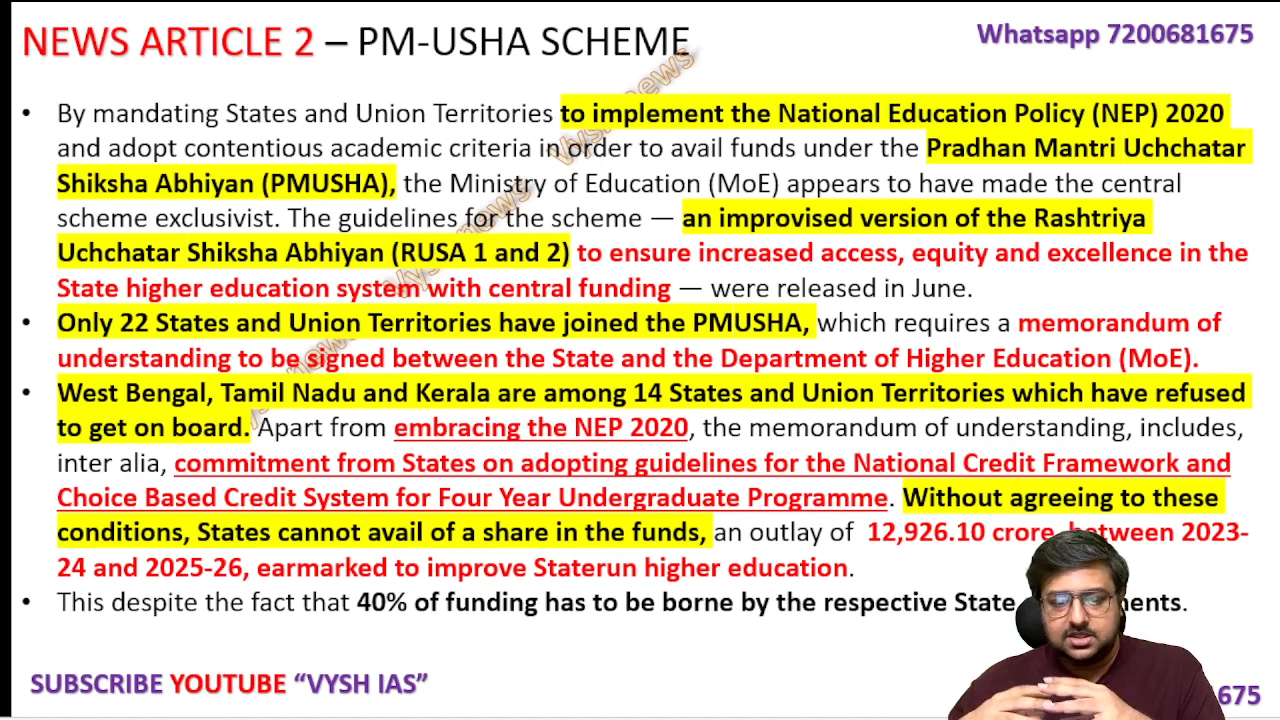 NEWS ARTICLE 2 – PM-USHA SCHEME
Whatsapp 7200681675
• By mandating States and Union Territories to implement the National Education Policy (NEP) 2020
and adopt contentious academic criteria in order to avail funds under the Pradhan Mantri Uchchatar
Shiksha Abhiyan (PMUSHA), the Ministry of Education (MoE) appears to have made the central
scheme exclusivist. The guidelines for the scheme — an improvised version of the Rashtriya
Uchchatar Shiksha Abhiyan (RUSA 1 and 2) to ensure increased access, equity and excellence in the
State higher education system with central funding — were released in June.
• Only 22 States and Union Territories have joined the PMUSHA, which requires a memorandum of
understanding to be signed between the State and the Department of Higher Education (MoE).
• West Bengal, Tamil Nadu and Kerala are among 14 States and Union Territories which have refused
to get on board. Apart from embracing the NEP 2020, the memorandum of understanding, includes,
inter alia, commitment from States on adopting guidelines for the National Credit Framework and
Choice Based Credit System for Four Year Undergraduate Programme. Without agreeing to these
conditions, States cannot avail of a share in the funds, an outlay of 12,926.10 crore between 2023-
24 and 2025-26, earmarked to improve Staterun higher education.
• This despite the fact that 40% of funding has to be borne by the respective State
SUBSCRIBE YOUTUBE “VYSH IAS”
675